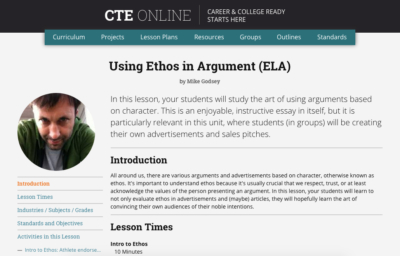 CTE ONLINE
CAREER & COLLEGE READY
STARTS HERE
Curriculum Projects Lesson Plans Resources Groups Outlines Standards
Using Ethos in Argument (ELA)
by Mike Godsey
In this lesson, your students will study the art of using arguments based
on character. This is an enjoyable, instructive essay in itself, but it is
particularly relevant in this unit, where students (in groups) will be creating
their own advertisements and sales pitches.
Introduction
Lesson Times
Industries / Subjects / Grades
Standards and Objectives
Activities in this Lesson
— Intro to Ethos: Athlete endorse...
Introduction
All around us, there are various arguments and advertisements based on character, otherwise known as
ethos. It's important to understand ethos because it's usually crucial that we respect, trust, or at least
acknowledge the values of the person presenting an argument. In this lesson, your students will learn to
not only evaluate ethos in advertisements and (maybe) articles, they will hopefully learn the art of
convincing their own audiences of their noble intentions.
Lesson Times
Intro to Ethos
10 Minutes